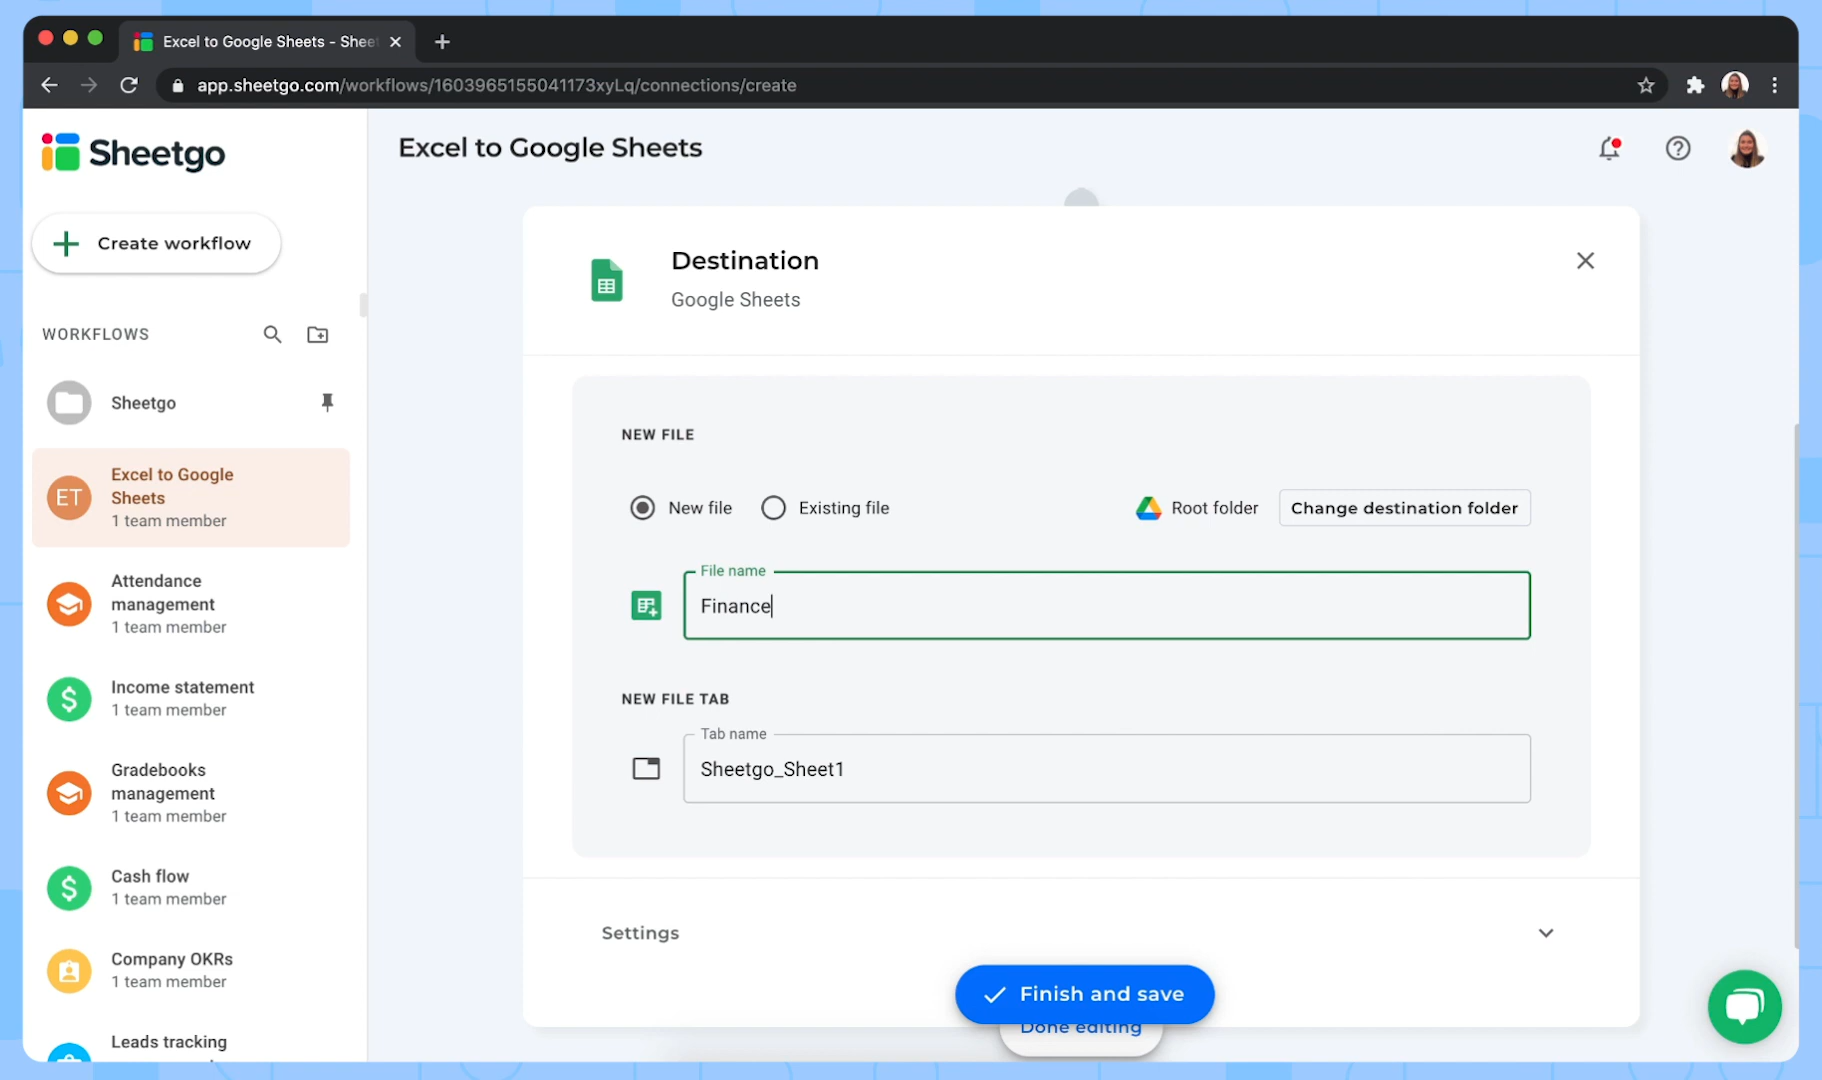 Excel to Google Sheets - Sheet
app.sheetgo.com/workflows/1603965155041173xyLq/connections/create
Sheetgo
Excel to Google Sheets
Create workflow
WORKFLOWS
Sheetgo
ET
Excel to Google
Sheets
1 team member
Attendance
management
1 team member
Income statement
1 team member
Gradebooks
management
1 team member
Cash flow
1 team member
Company OKRs
1 team member
Leads tracking
Destination
Google Sheets
NEW FILE
New file
Existing file
Root folder
Change destination folder
File name
Finance
NEW FILE TAB
Tab name
Sheetgo_Sheet1
Settings
Finish and save
Done editing